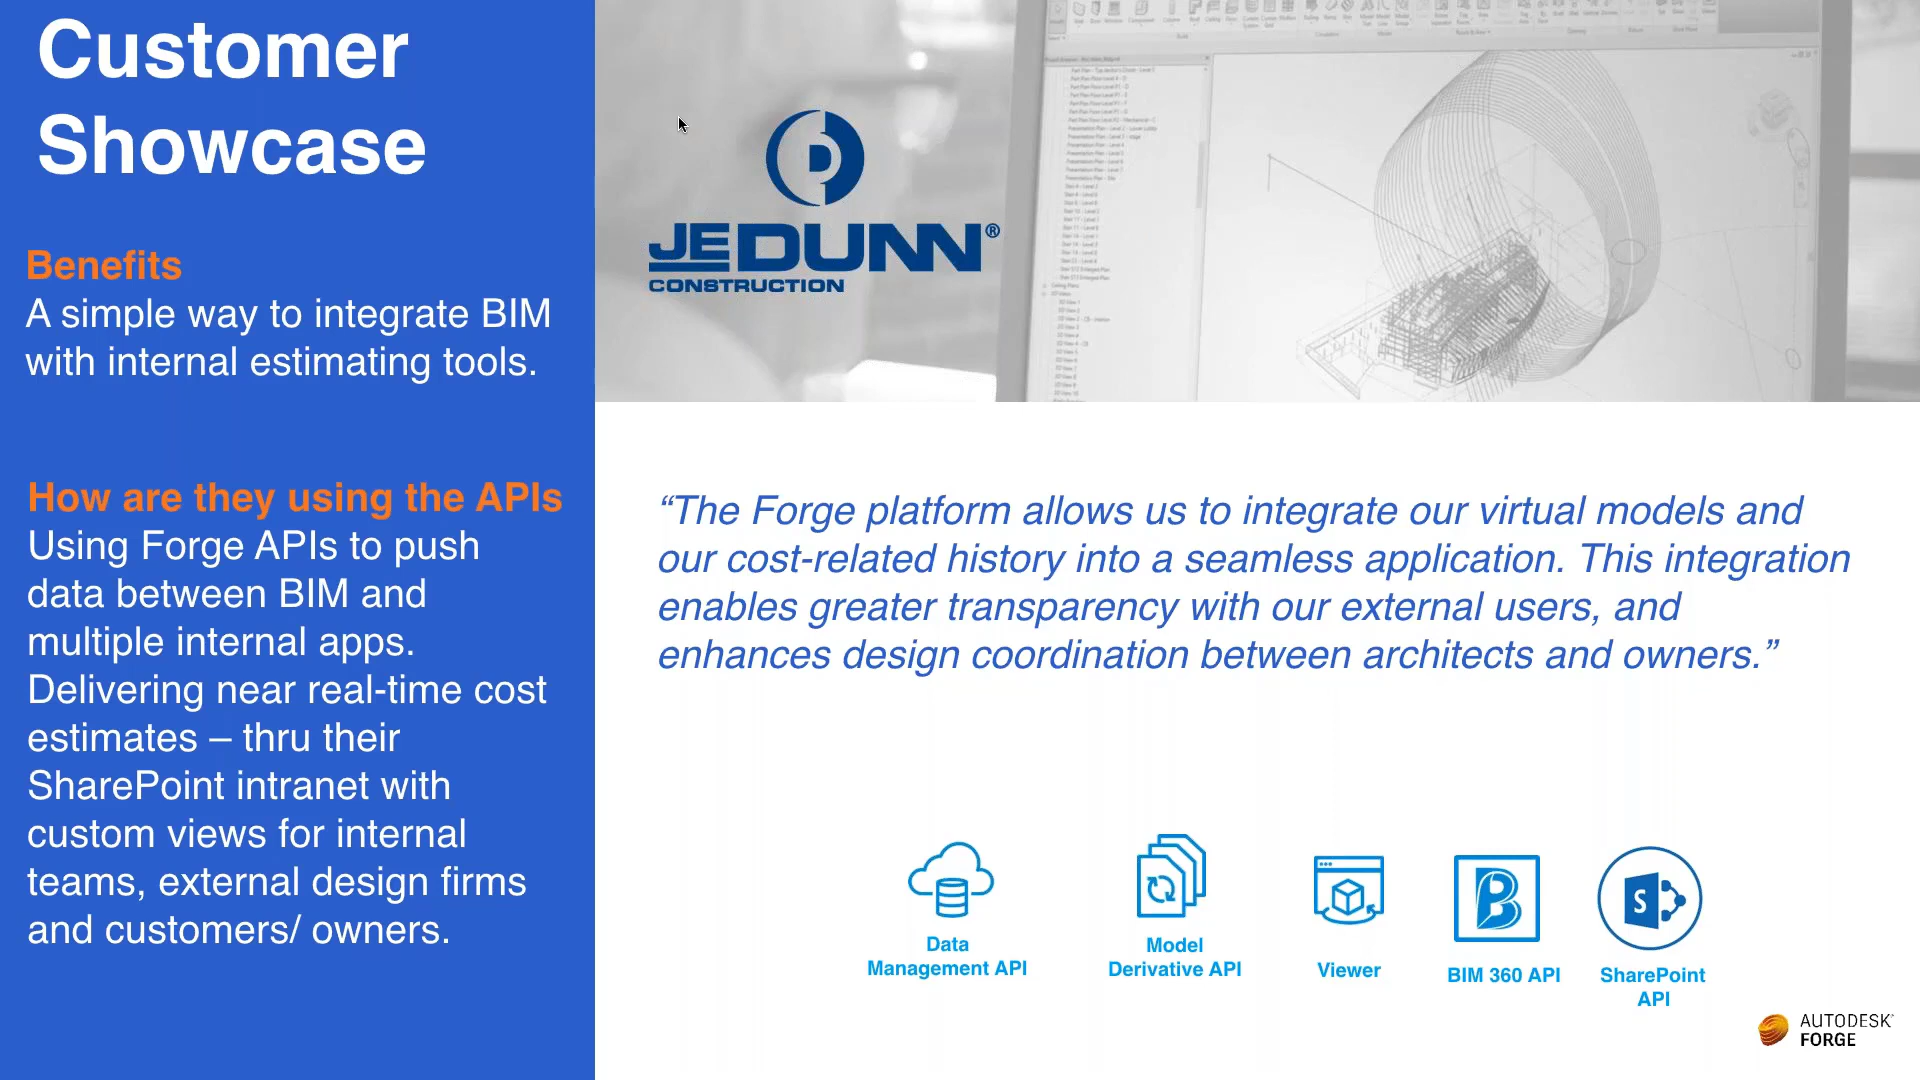 Customer
Showcase
Benefits
A simple way to integrate BIM
with internal estimating tools.
How are they using the APIs
Using Forge APIs to push
data between BIM and
multiple internal apps.
Delivering near real-time cost
estimates – thru their
SharePoint intranet with
custom views for internal
teams, external design firms
and customers/ owners.
JEDUNN®
CONSTRUCTION
“The Forge platform allows us to integrate our virtual models and
our cost-related history into a seamless application. This integration
enables greater transparency with our external users, and
enhances design coordination between architects and owners.”
Data
Management API
Model
Derivative API
Viewer
BIM 360 API
SharePoint
API
AUTODESK®
FORGE